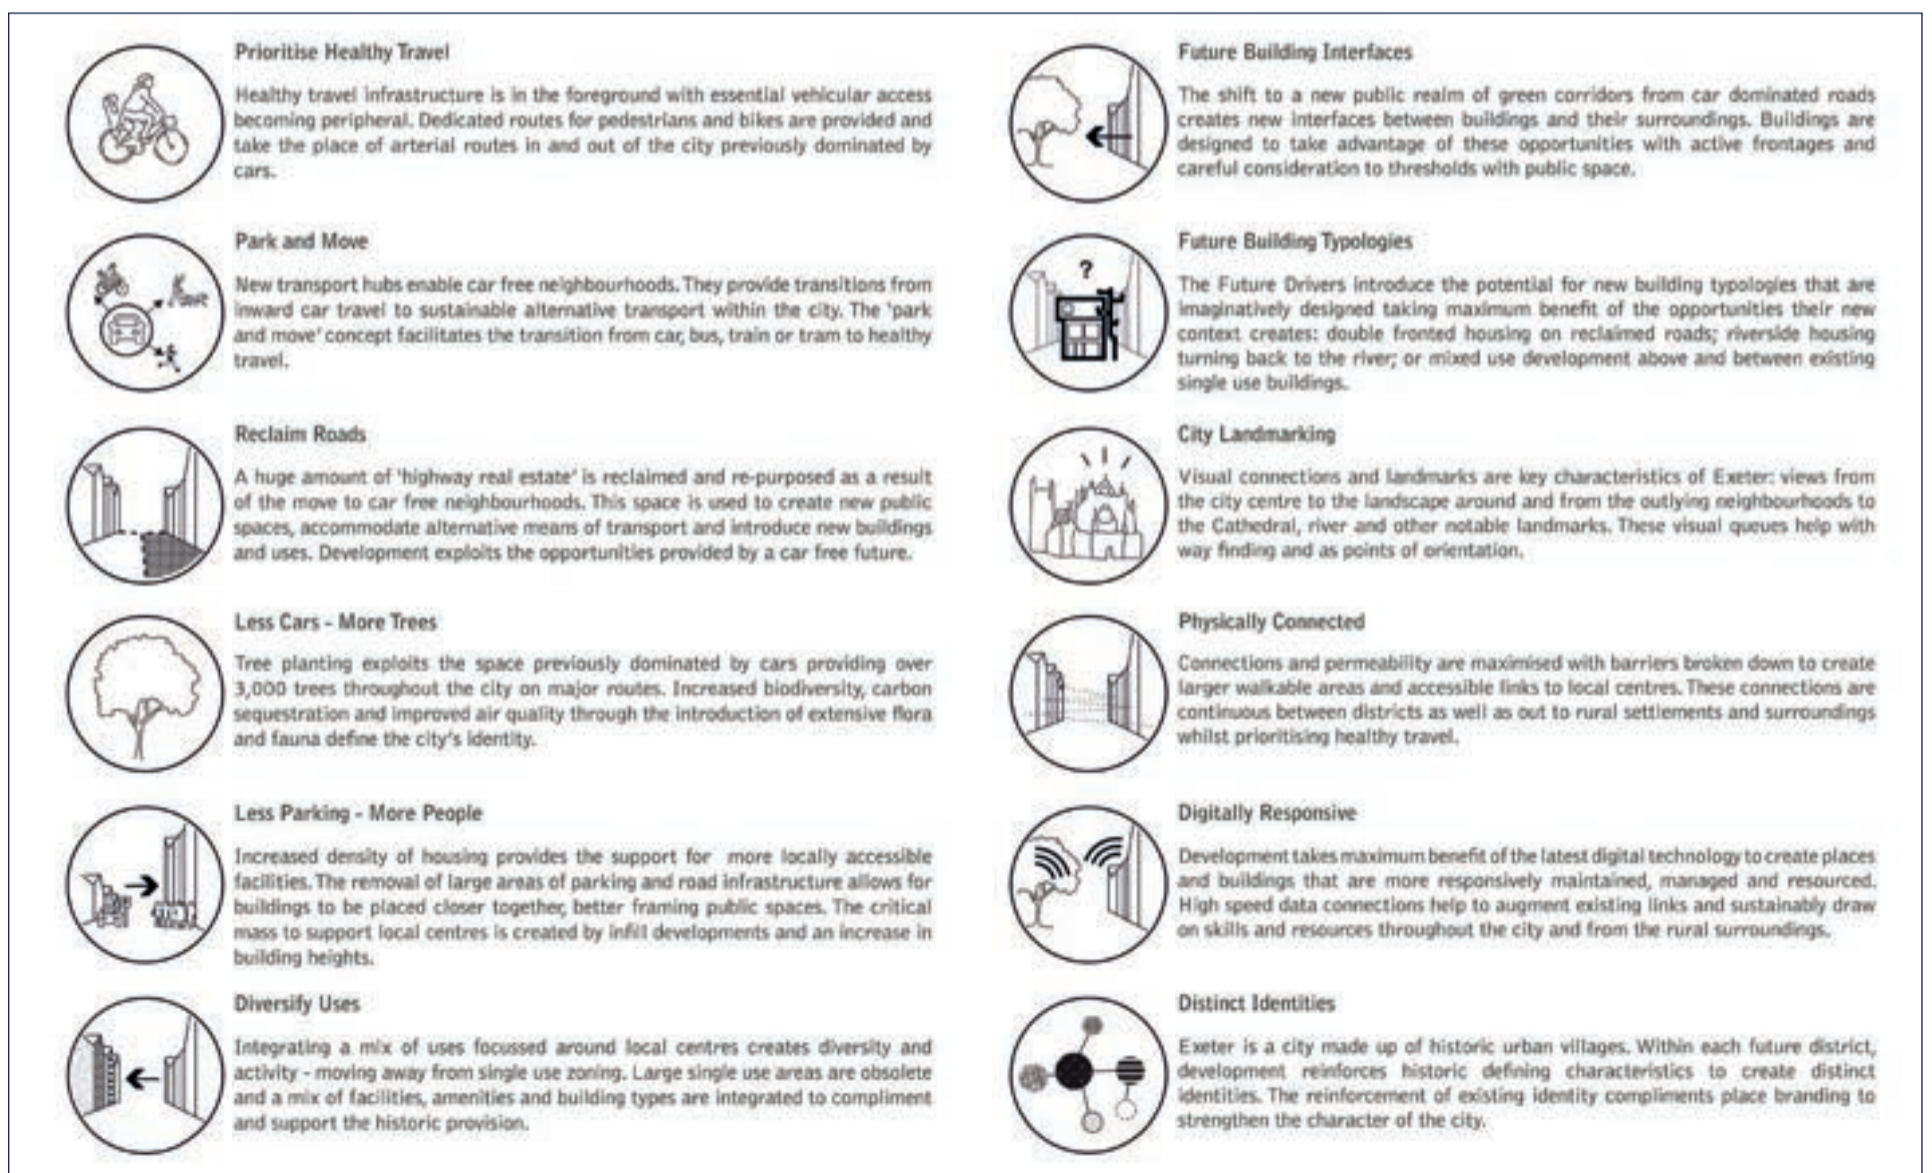 Prioritise Healthy Travel
Healthy travel infrastructure is in the foreground with essential vehicular access
becoming peripheral. Dedicated routes for pedestrians and bikes are provided and
take the place of arterial routes in and out of the city previously dominated by
cars.
Park and Move
New transport hubs enable car free neighbourhoods. They provide transitions from
inward car travel to sustainable alternative transport within the city. The 'park
and move' concept facilitates the transition from car, bus, train or tram to healthy
travel.
Reclaim Roads
A huge amount of 'highway real estate' is reclaimed and re-purposed as a result
of the move to car free neighbourhoods. This space is used to create new public
spaces, accommodate alternative means of transport and introduce new buildings
and uses. Development exploits the opportunities provided by a car free future.
Less Cars - More Trees
Tree planting exploits the space previously dominated by cars providing over
3,000 trees throughout the city on major routes. Increased biodiversity, carbon
sequestration and improved air quality through the introduction of extensive flora
and fauna define the city's identity.
Less Parking - More People
Increased density of housing provides the support for more locally accessible
facilities. The removal of large areas of parking and road infrastructure allows for
buildings to be placed closer together, better framing public spaces. The critical
mass to support local centres is created by infill developments and an increase in
building heights.
Diversify Uses
Integrating a mix of uses focussed around local centres creates diversity and
activity - moving away from single use zoning. Large single use areas are obsolete
and a mix of facilities, amenities and building types are integrated to compliment
and support the historic provision.
Future Building Interfaces
The shift to a new public realm of green corridors from car dominated roads
creates new interfaces between buildings and their surroundings. Buildings are
designed to take advantage of these opportunities with active frontages and
careful consideration to thresholds with public space.
?
Future Building Typologies
The Future Drivers introduce the potential for new building typologies that are
imaginatively designed taking maximum benefit of the opportunities their new
context creates: double fronted housing on reclaimed roads; riverside housing
turning back to the river; or mixed use development above and between existing
single use buildings.
City Landmarking
Visual connections and landmarks are key characteristics of Exeter: views from
the city centre to the landscape around and from the outlying neighbourhoods to
the Cathedral, river and other notable landmarks. These visual queues help with
way finding and as points of orientation.
Physically Connected
Connections and permeability are maximised with barriers broken down to create
larger walkable areas and accessible links to local centres. These connections are
continuous between districts as well as out to rural settlements and surroundings
whilst prioritising healthy travel.
Digitally Responsive
Development takes maximum benefit of the latest digital technology to create places
and buildings that are more responsively maintained, managed and resourced.
High speed data connections help to augment existing links and sustainably draw
on skills and resources throughout the city and from the rural surroundings.
Distinct Identities
Exeter is a city made up of historic urban villages. Within each future district,
development reinforces historic defining characteristics to create distinct
identities. The reinforcement of existing identity compliments place branding to
strengthen the character of the city.